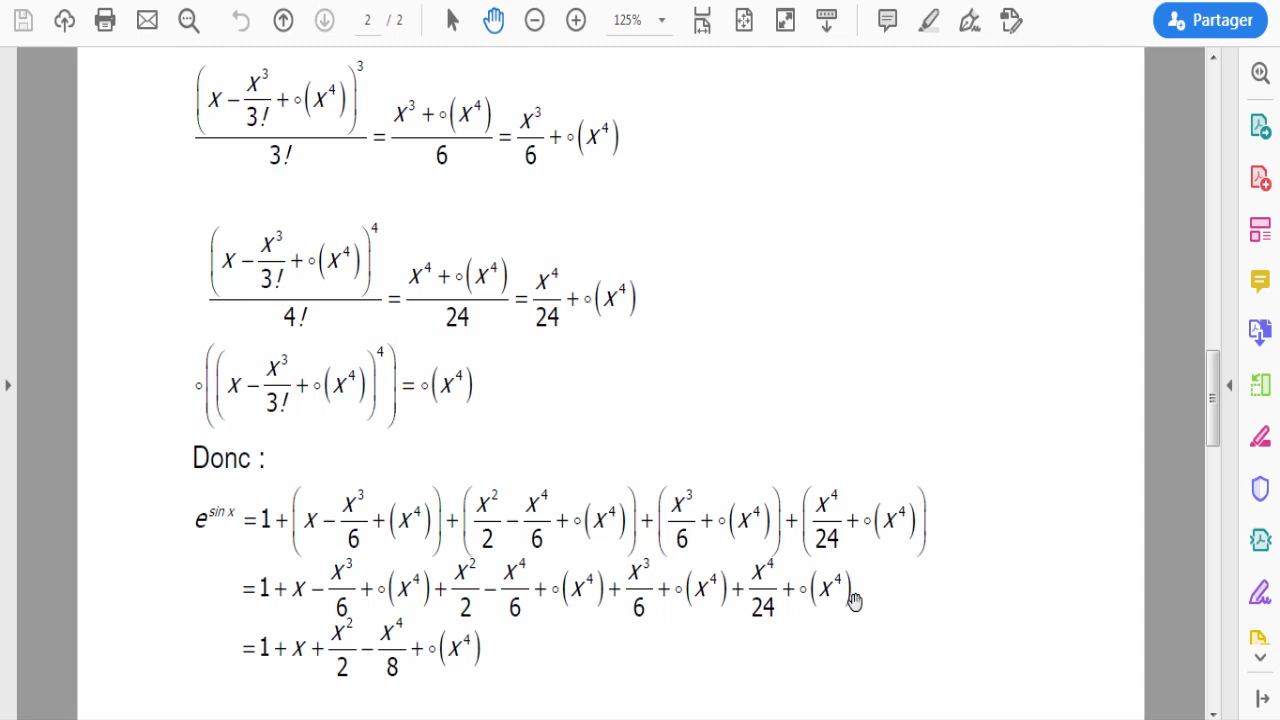 2 / 2 125% Partager
(x − x³/3! + ∘(x⁴))³ / 3! = (x³ + ∘(x⁴)) / 6 = x³/6 + ∘(x⁴)
(x − x³/3! + ∘(x⁴))⁴ / 4! = (x⁴ + ∘(x⁴)) / 24 = x⁴/24 + ∘(x⁴)
∘((x − x³/3! + ∘(x⁴))⁴) = ∘(x⁴)
Donc :
e^sin x = 1 + (x − x³/6 + (x⁴)) + (x²/2 − x⁴/6 + ∘(x⁴)) + (x³/6 + ∘(x⁴)) + (x⁴/24 + ∘(x⁴))
= 1 + x − x³/6 + ∘(x⁴) + x²/2 − x⁴/6 + ∘(x⁴) + x³/6 + ∘(x⁴) + x⁴/24 + ∘(x⁴)
= 1 + x + x²/2 − x⁴/8 + ∘(x⁴)